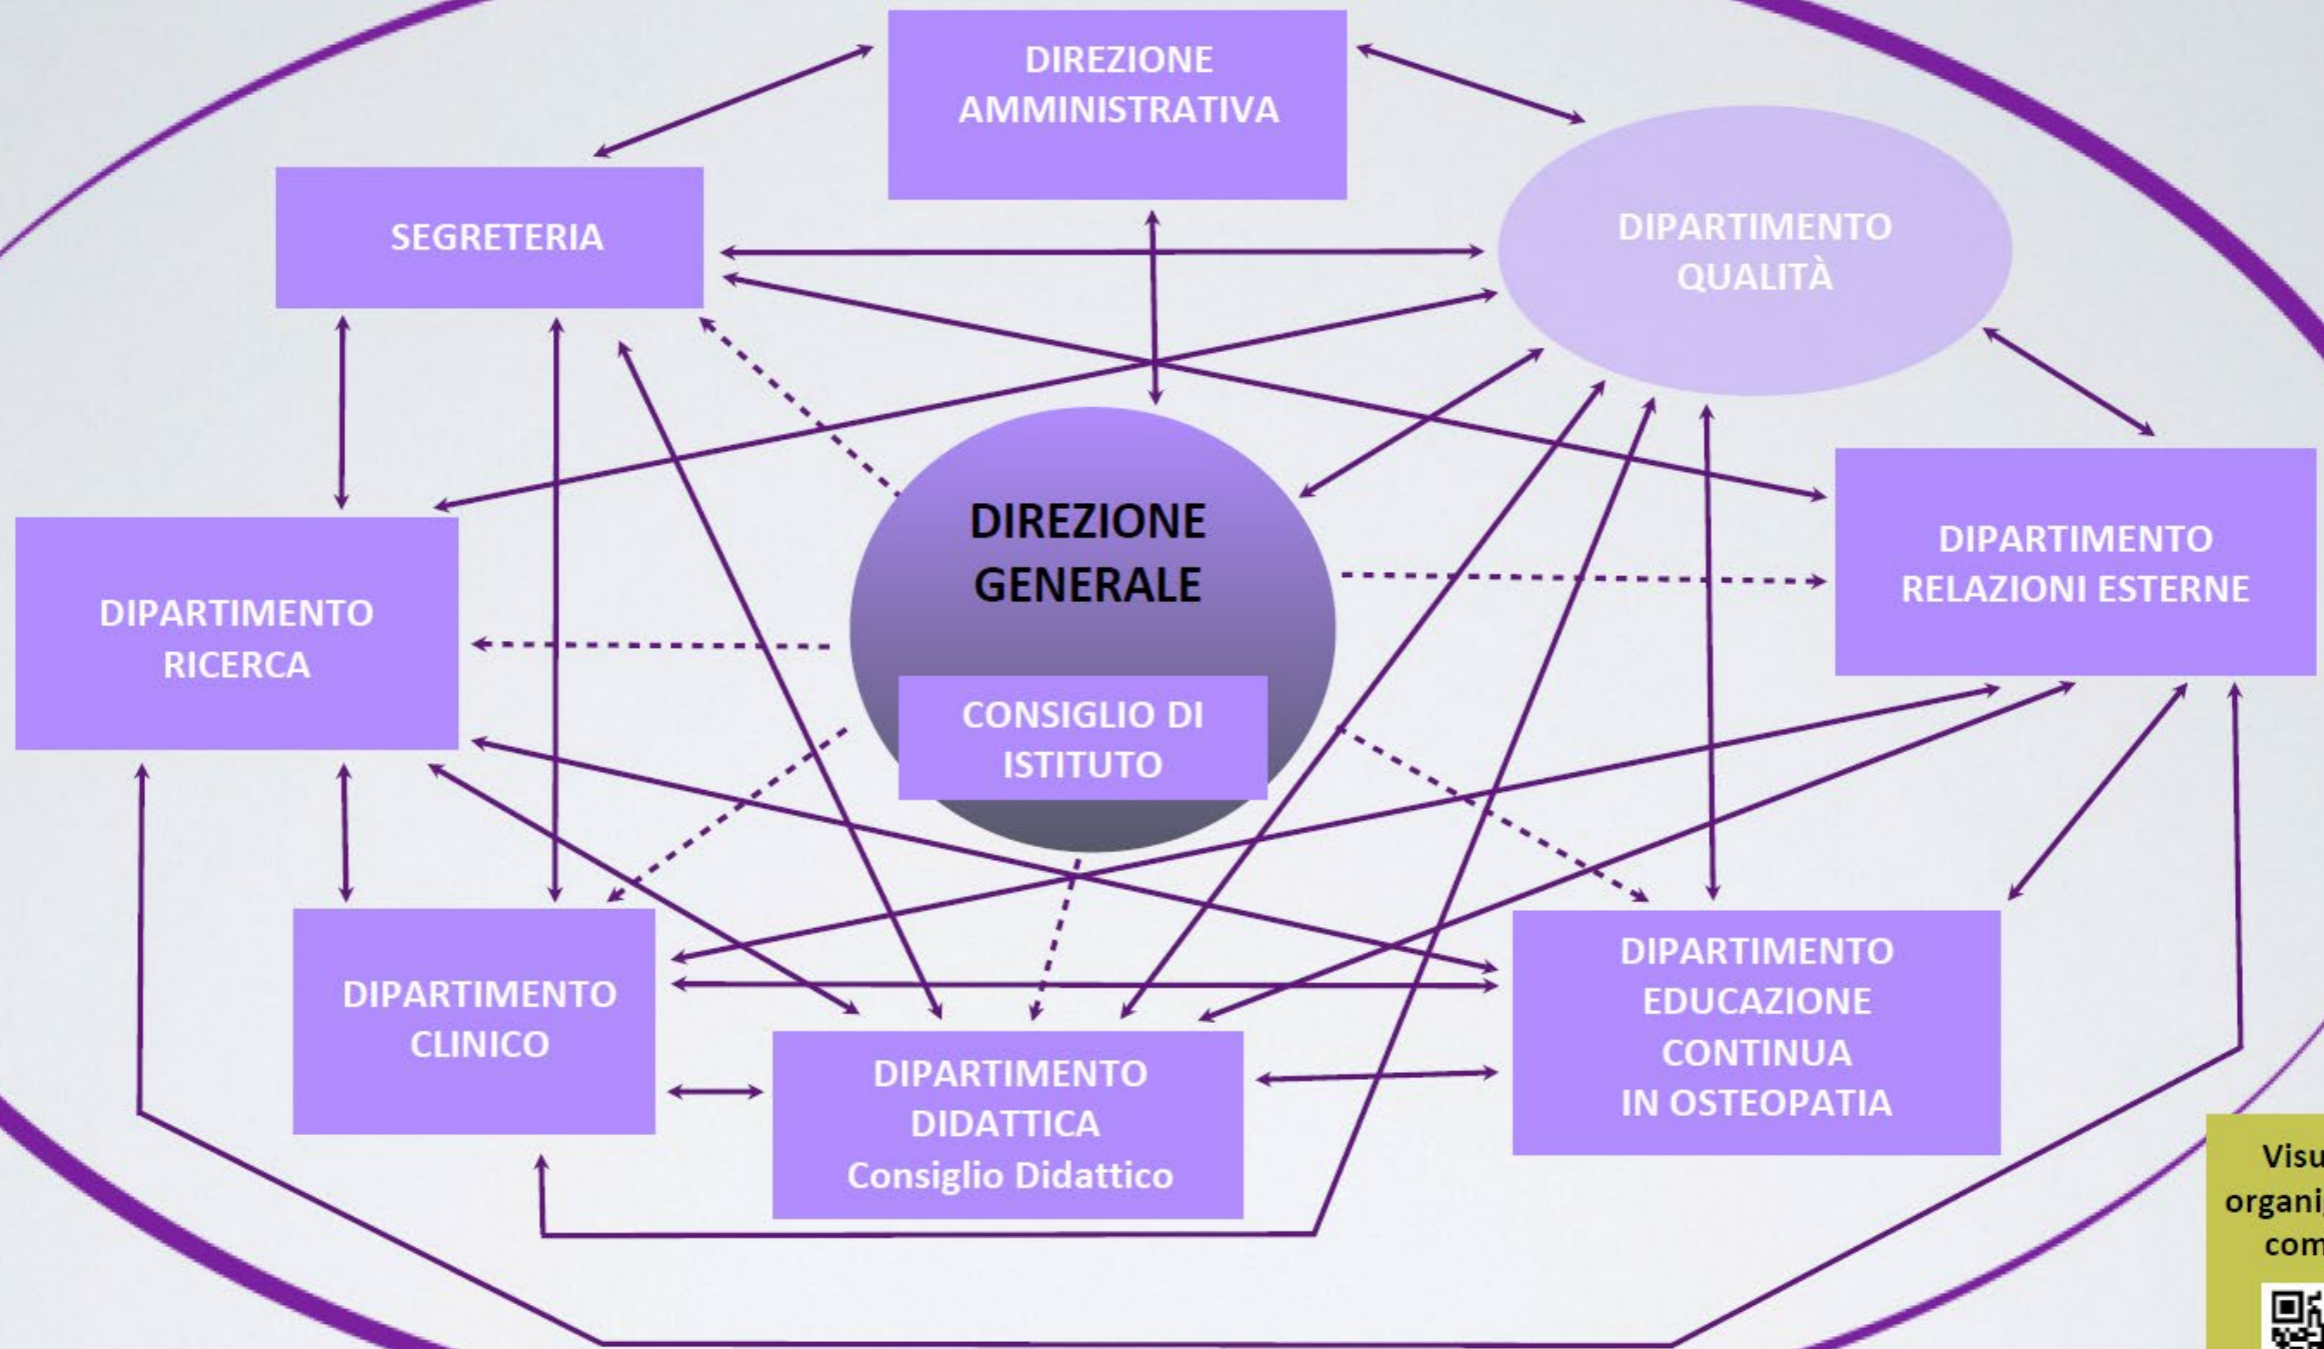 DIREZIONE
AMMINISTRATIVA
SEGRETERIA
DIPARTIMENTO
QUALITÀ
DIREZIONE
GENERALE
CONSIGLIO DI
ISTITUTO
DIPARTIMENTO
RELAZIONI ESTERNE
DIPARTIMENTO
RICERCA
DIPARTIMENTO
CLINICO
DIPARTIMENTO
DIDATTICA
Consiglio Didattico
DIPARTIMENTO
EDUCAZIONE
CONTINUA
IN OSTEOPATIA